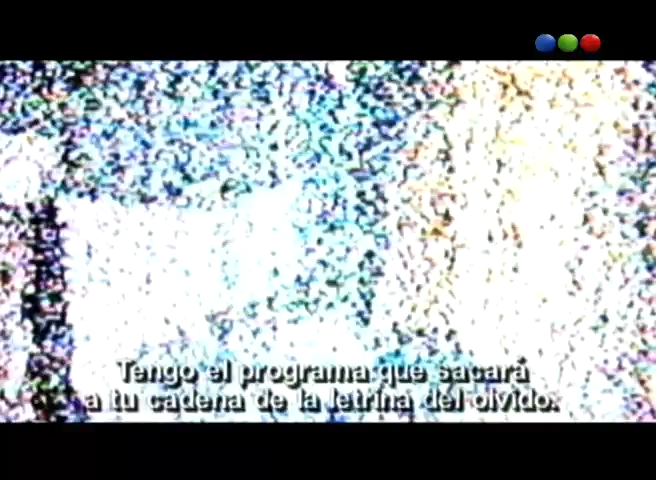 Tengo el programa que sacará
a tu cadena de la letrina del olvido.